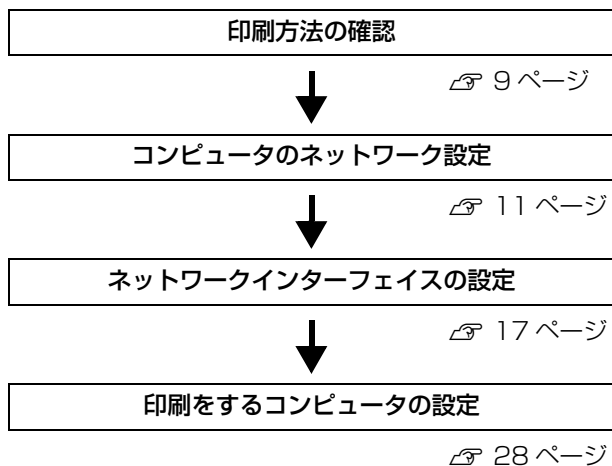 印刷方法の確認
☞ 9 ページ
コンピュータのネットワーク設定
☞ 11 ページ
ネットワークインターフェイスの設定
☞ 17 ページ
印刷をするコンピュータの設定
☞ 28 ページ